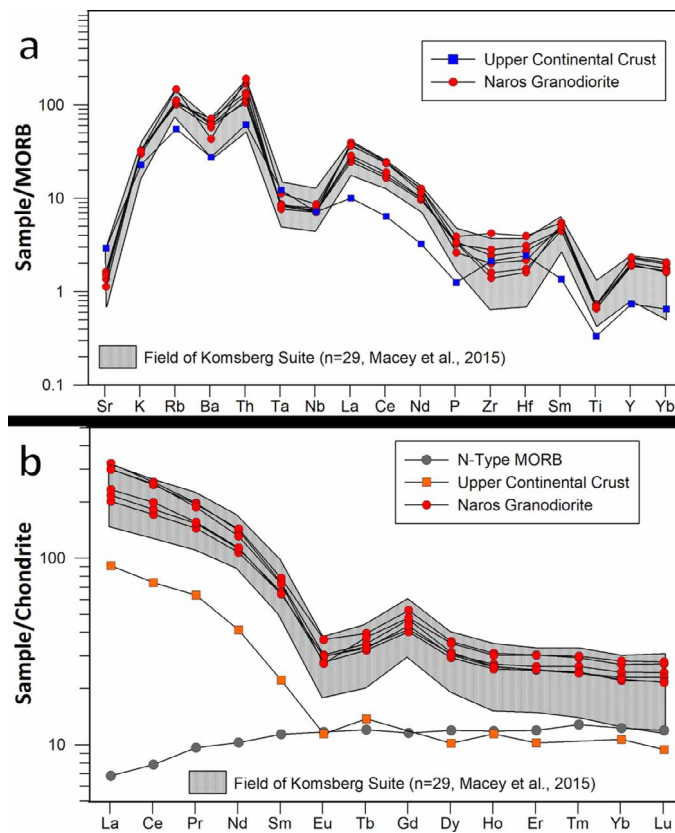 a
Upper Continental Crust
Naros Granodiorite
100
10
1
0.1
Sample/MORB
Field of Komsberg Suite (n=29, Macey et al., 2015)
Sr K Rb Ba Th Ta Nb La Ce Nd P Zr Hf Sm Ti Y Yb
b
N-Type MORB
Upper Continental Crust
Naros Granodiorite
100
10
Sample/Chondrite
Field of Komsberg Suite (n=29, Macey et al., 2015)
La Ce Pr Nd Sm Eu Tb Gd Dy Ho Er Tm Yb Lu